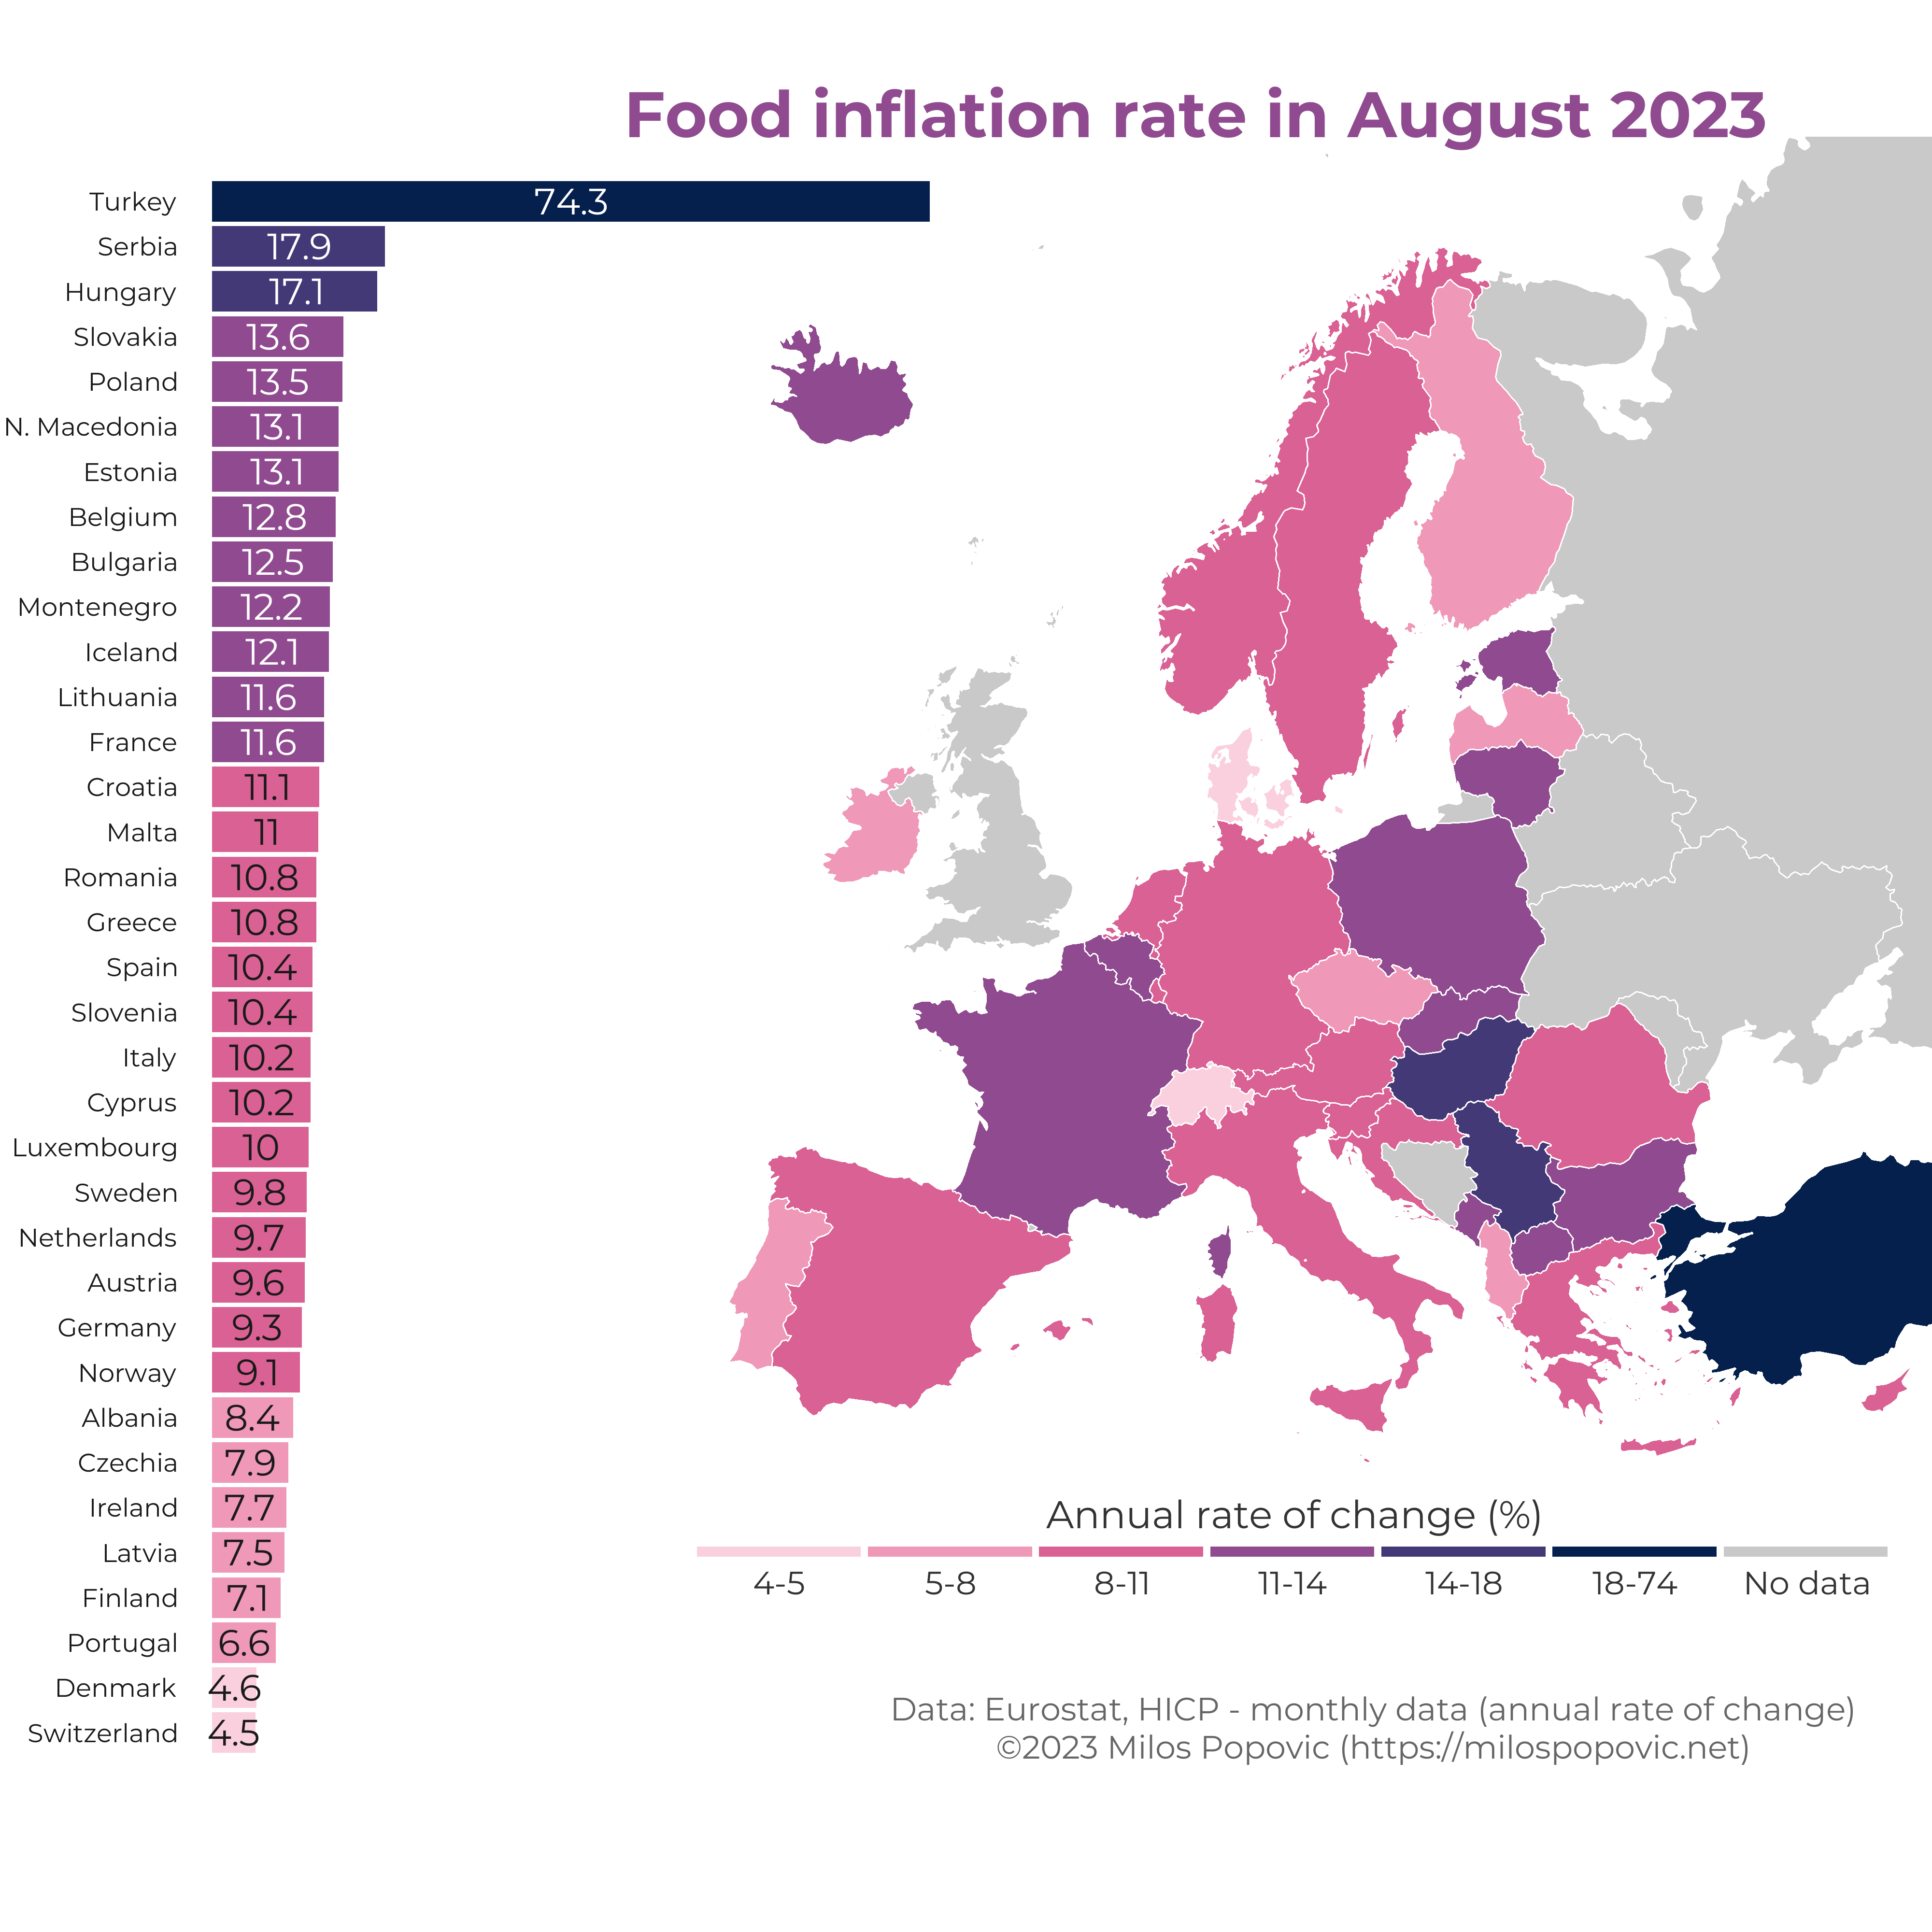 Food inflation rate in August 2023
Turkey 74.3
Serbia 17.9
Hungary 17.1
Slovakia 13.6
Poland 13.5
N. Macedonia 13.1
Estonia 13.1
Belgium 12.8
Bulgaria 12.5
Montenegro 12.2
Iceland 12.1
Lithuania 11.6
France 11.6
Croatia 11.1
Malta 11
Romania 10.8
Greece 10.8
Spain 10.4
Slovenia 10.4
Italy 10.2
Cyprus 10.2
Luxembourg 10
Sweden 9.8
Netherlands 9.7
Austria 9.6
Germany 9.3
Norway 9.1
Albania 8.4
Czechia 7.9
Ireland 7.7
Latvia 7.5
Finland 7.1
Portugal 6.6
Denmark 4.6
Switzerland 4.5
Annual rate of change (%)
4-5 5-8 8-11 11-14 14-18 18-74 No data
Data: Eurostat, HICP - monthly data (annual rate of change)
©2023 Milos Popovic (https://milospopovic.net)